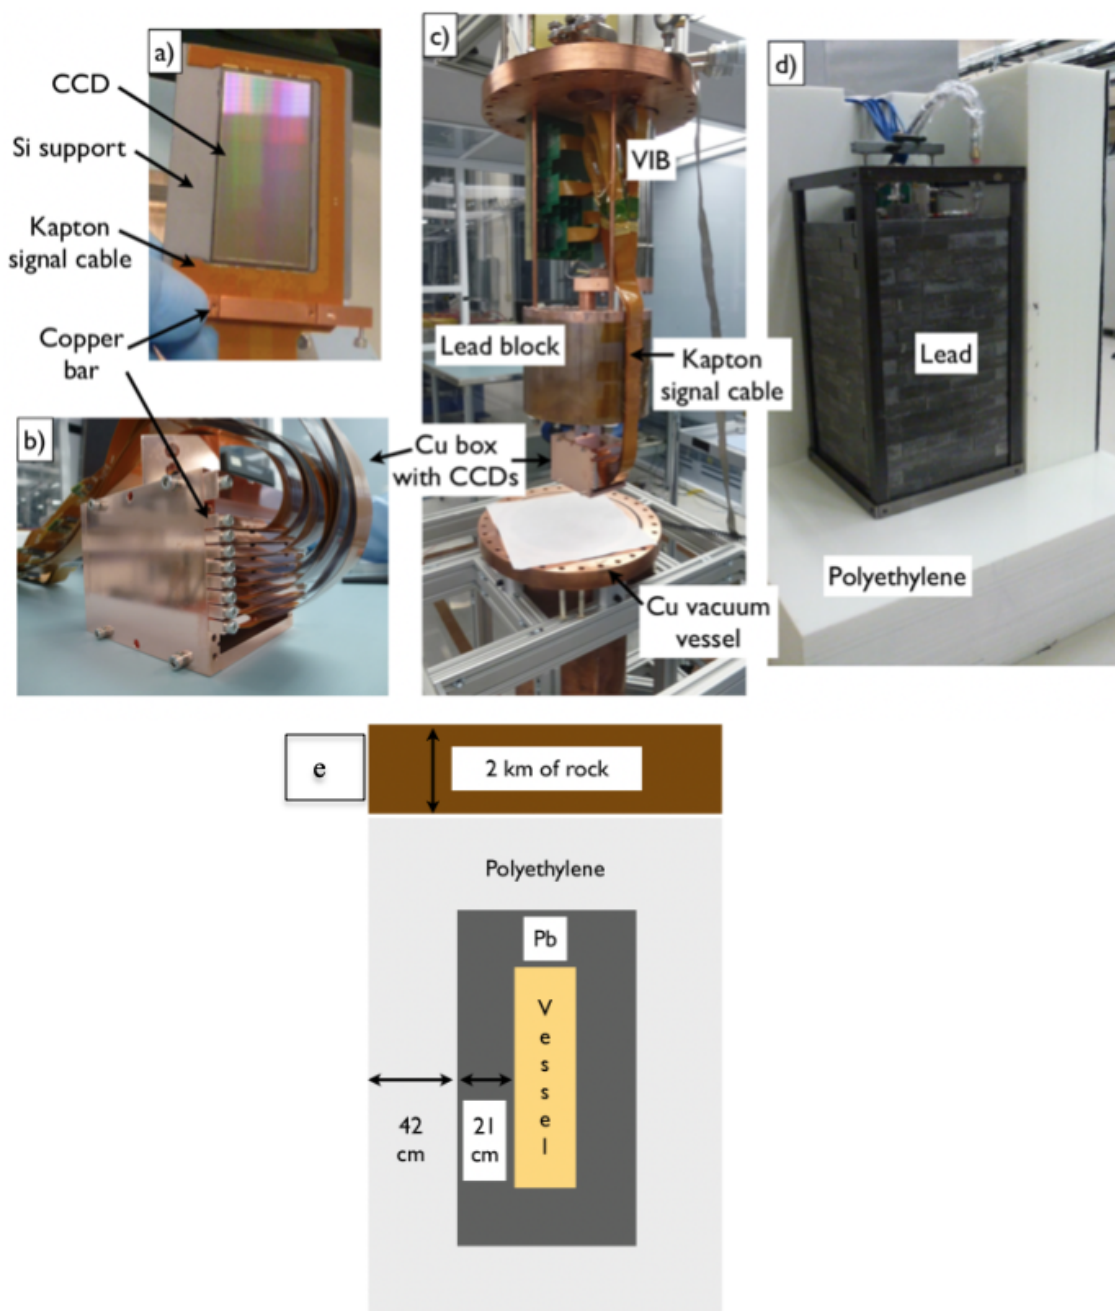 a)
CCD
Si support
Kapton
signal cable
Copper
bar
b)
c)
VIB
Lead block
Kapton
signal cable
Cu box
with CCDs
Cu vacuum
vessel
d)
Lead
Polyethylene
e
2 km of rock
Polyethylene
Pb
V
e
s
s
e
l
42
cm
21
cm